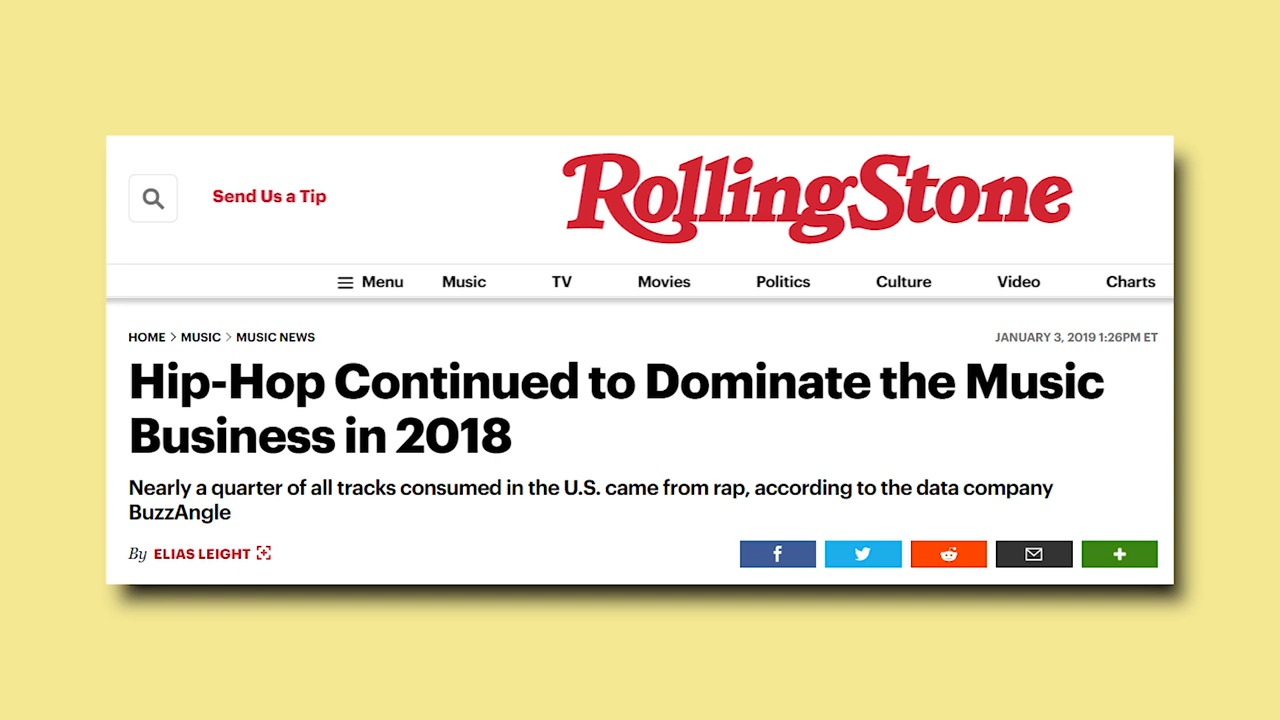 Send Us a Tip
RollingStone
Menu Music TV Movies Politics Culture Video Charts
HOME > MUSIC > MUSIC NEWS
JANUARY 3, 2019 1:26PM ET
Hip-Hop Continued to Dominate the Music
Business in 2018
Nearly a quarter of all tracks consumed in the U.S. came from rap, according to the data company
BuzzAngle
By ELIAS LEIGHT